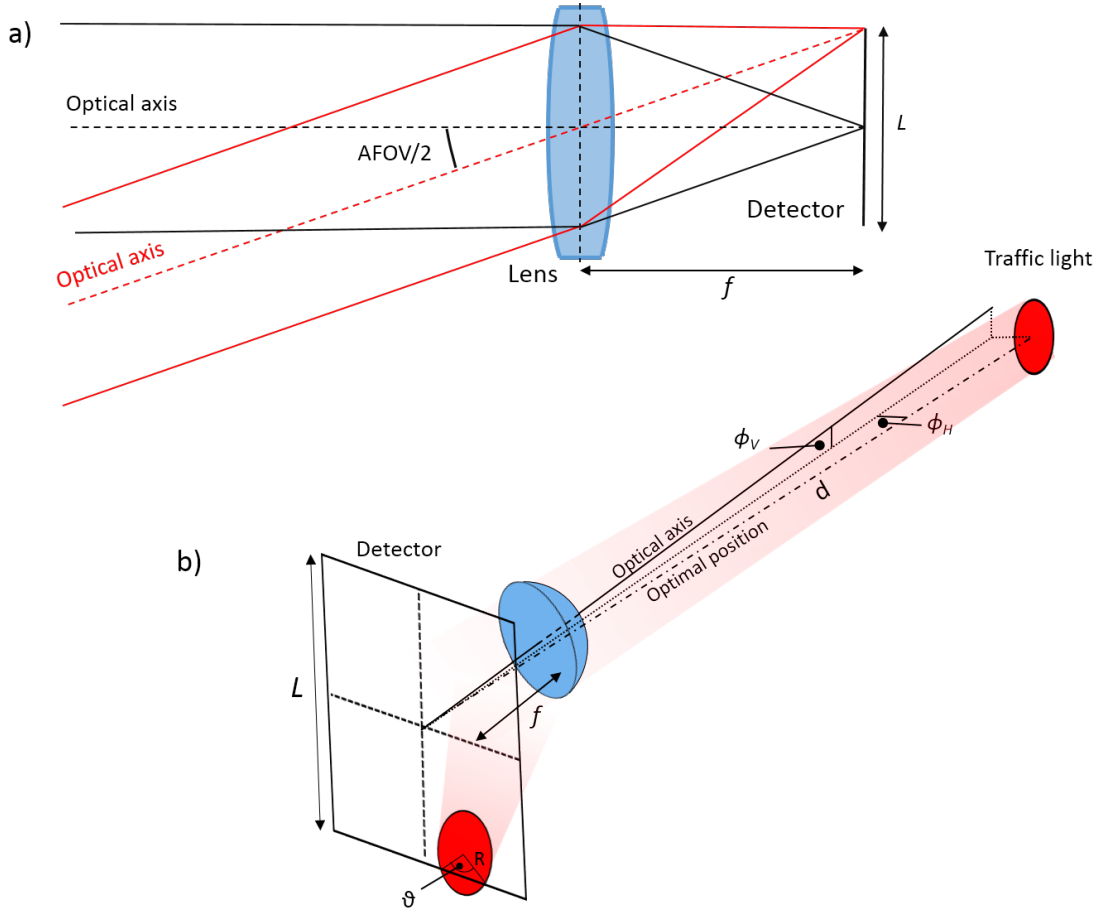 a)
Optical axis
AFOV/2
L
Detector
Optical axis
Lens
f
Traffic light
ϕV
ϕH
d
b)
Detector
Optical axis
Optimal position
L
f
R
ϑ